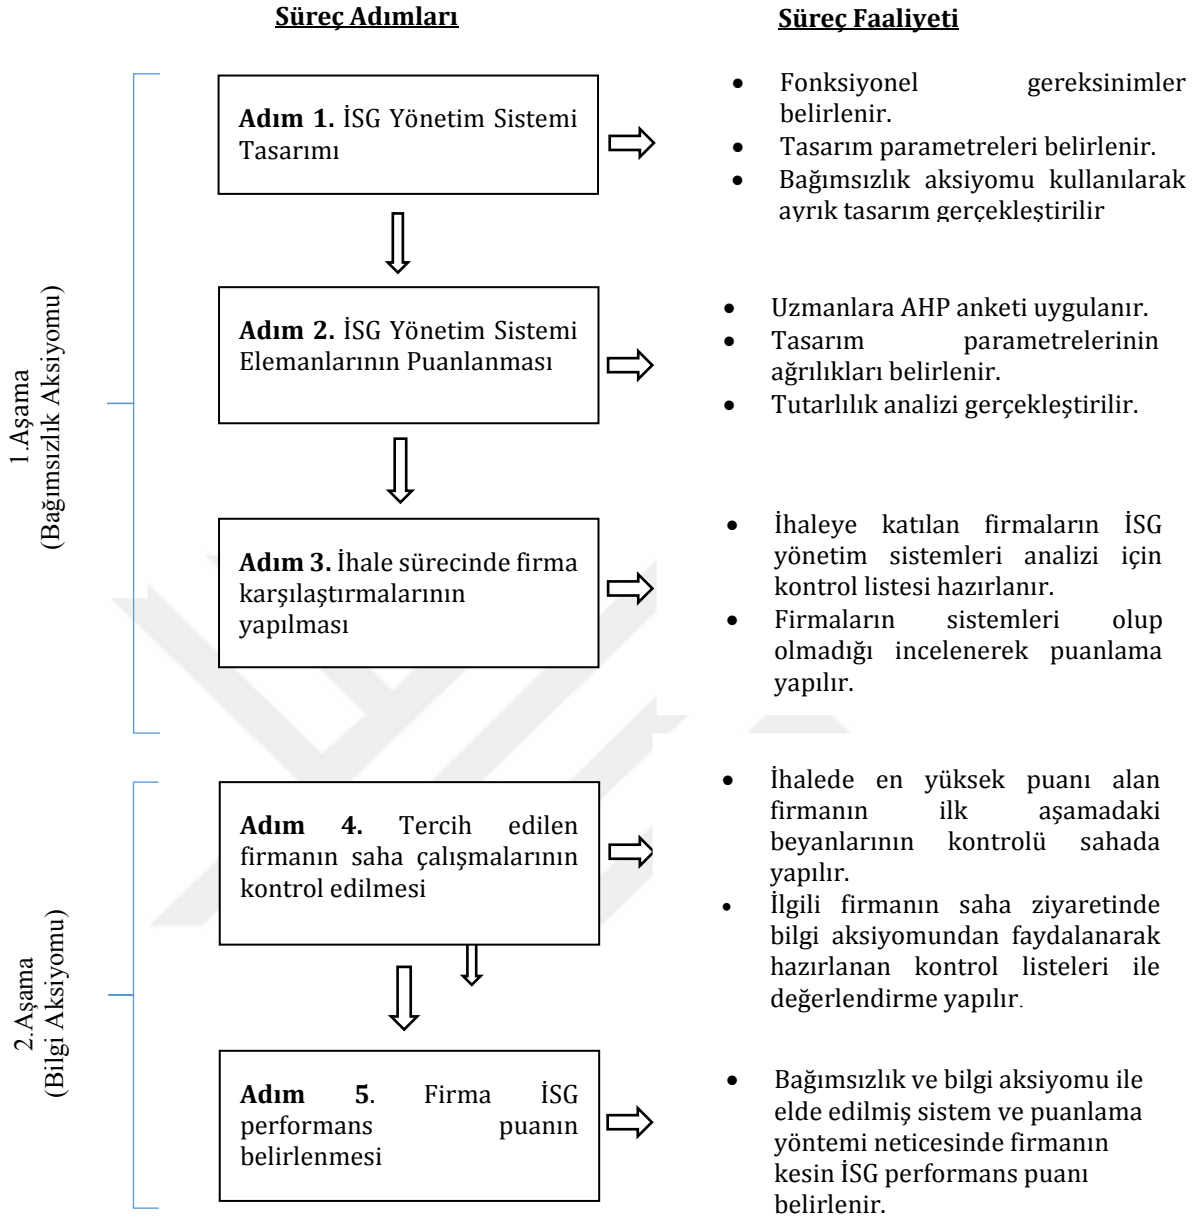 Süreç Adımları
Süreç Faaliyeti
1.Aşama
(Bağımsızlık Aksiyomu)
Adım 1. İSG Yönetim Sistemi
Tasarımı
• Fonksiyonel gereksinimler
belirlenir.
• Tasarım parametreleri belirlenir.
• Bağımsızlık aksiyomu kullanılarak
ayrık tasarım gerçekleştirilir
Adım 2. İSG Yönetim Sistemi
Elemanlarının Puanlanması
• Uzmanlara AHP anketi uygulanır.
• Tasarım parametrelerinin
ağrılıkları belirlenir.
• Tutarlılık analizi gerçekleştirilir.
Adım 3. İhale sürecinde firma
karşılaştırmalarının
yapılması
• İhaleye katılan firmaların İSG
yönetim sistemleri analizi için
kontrol listesi hazırlanır.
• Firmaların sistemleri olup
olmadığı incelenerek puanlama
yapılır.
2.Aşama
(Bilgi Aksiyomu)
Adım 4. Tercih edilen
firmanın saha çalışmalarının
kontrol edilmesi
• İhalede en yüksek puanı alan
firmanın ilk aşamadaki
beyanlarının kontrolü sahada
yapılır.
• İlgili firmanın saha ziyaretinde
bilgi aksiyomundan faydalanarak
hazırlanan kontrol listeleri ile
değerlendirme yapılır.
Adım 5. Firma İSG
performans puanın
belirlenmesi
• Bağımsızlık ve bilgi aksiyomu ile
elde edilmiş sistem ve puanlama
yöntemi neticesinde firmanın
kesin İSG performans puanı
belirlenir.